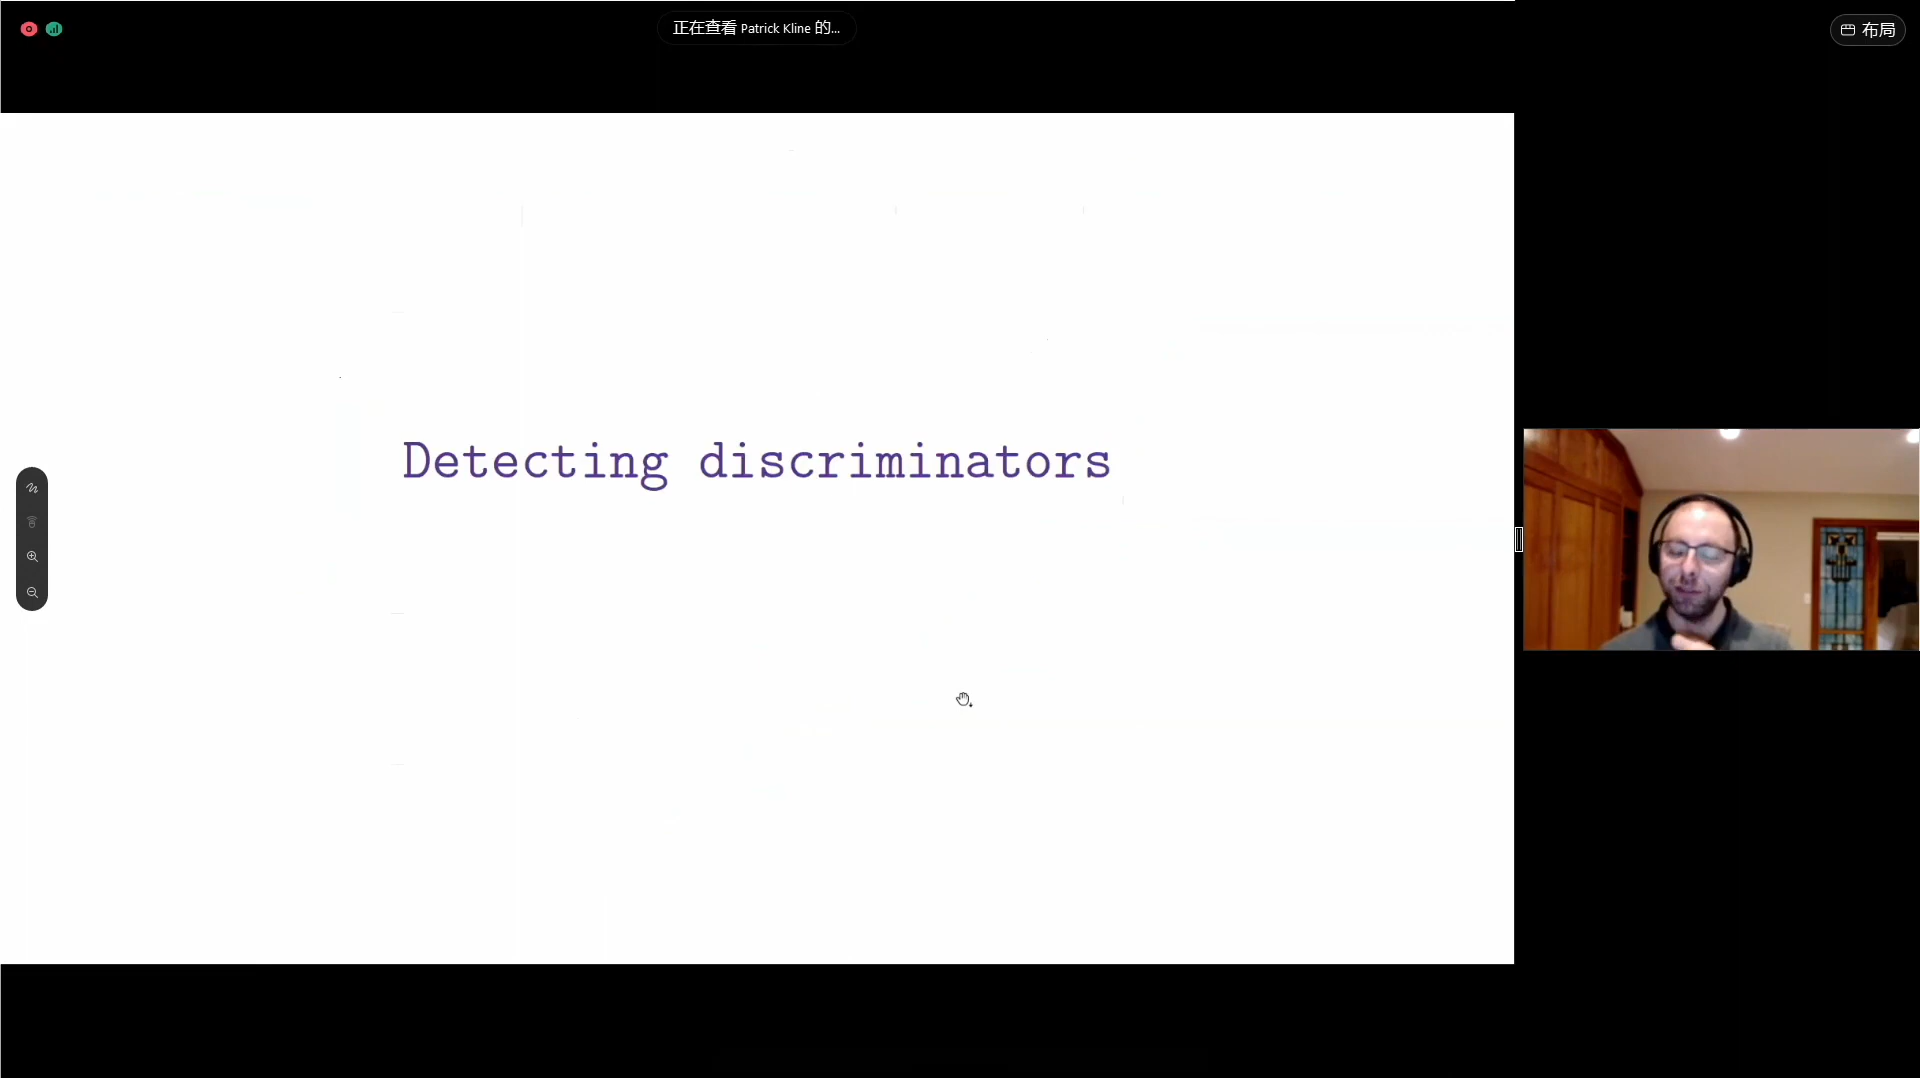 正在查看 Patrick Kline 的...
布局
Detecting discriminators